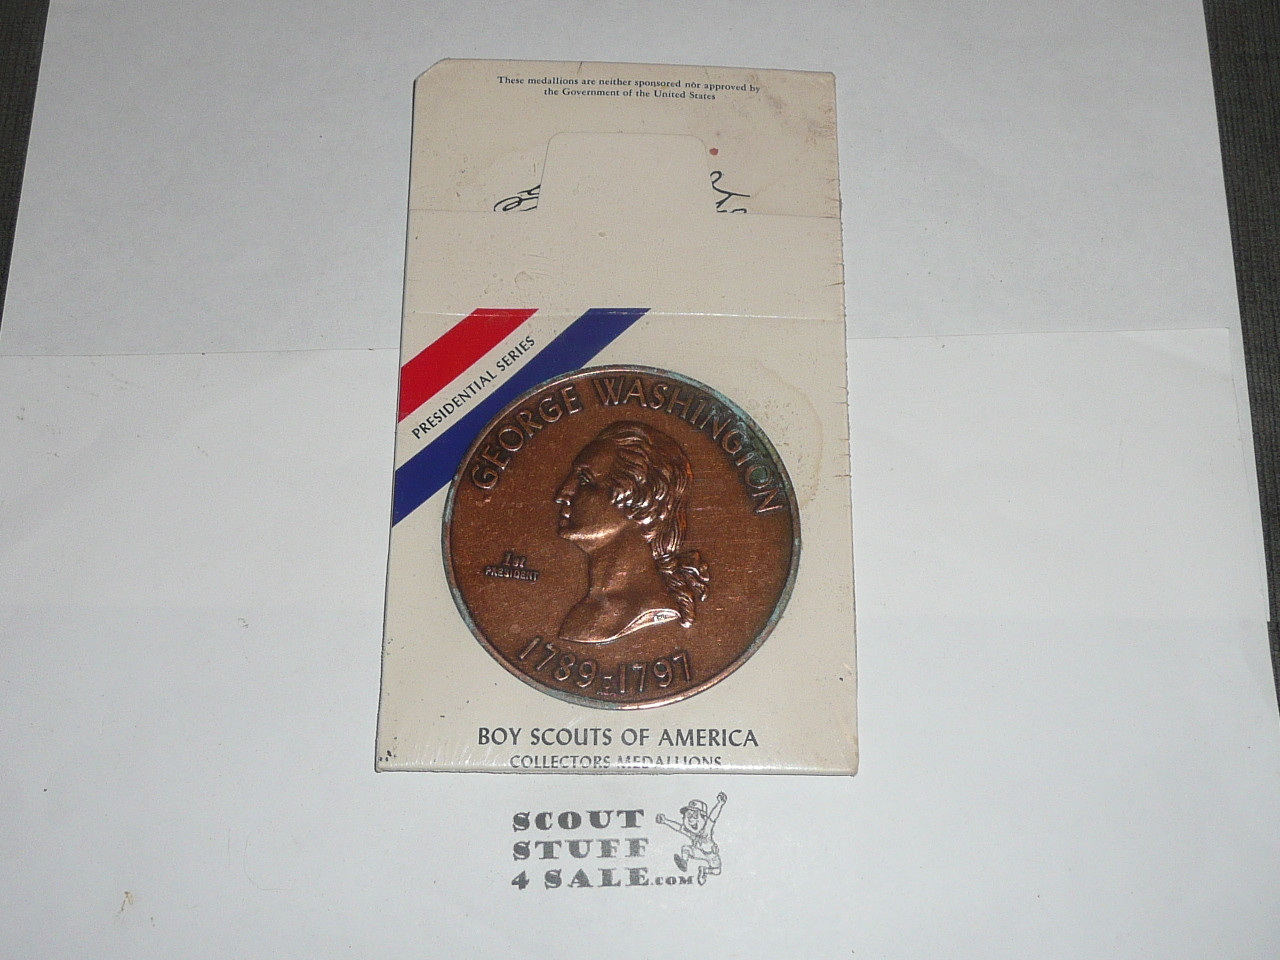 These medallions are neither sponsored nor approved by
the Government of the United States
PRESIDENTIAL SERIES
GEORGE WASHINGTON
1st
PRESIDENT
1789-1797
BOY SCOUTS OF AMERICA
COLLECTORS MEDALLIONS
SCOUT
STUFF
4 SALE.COM